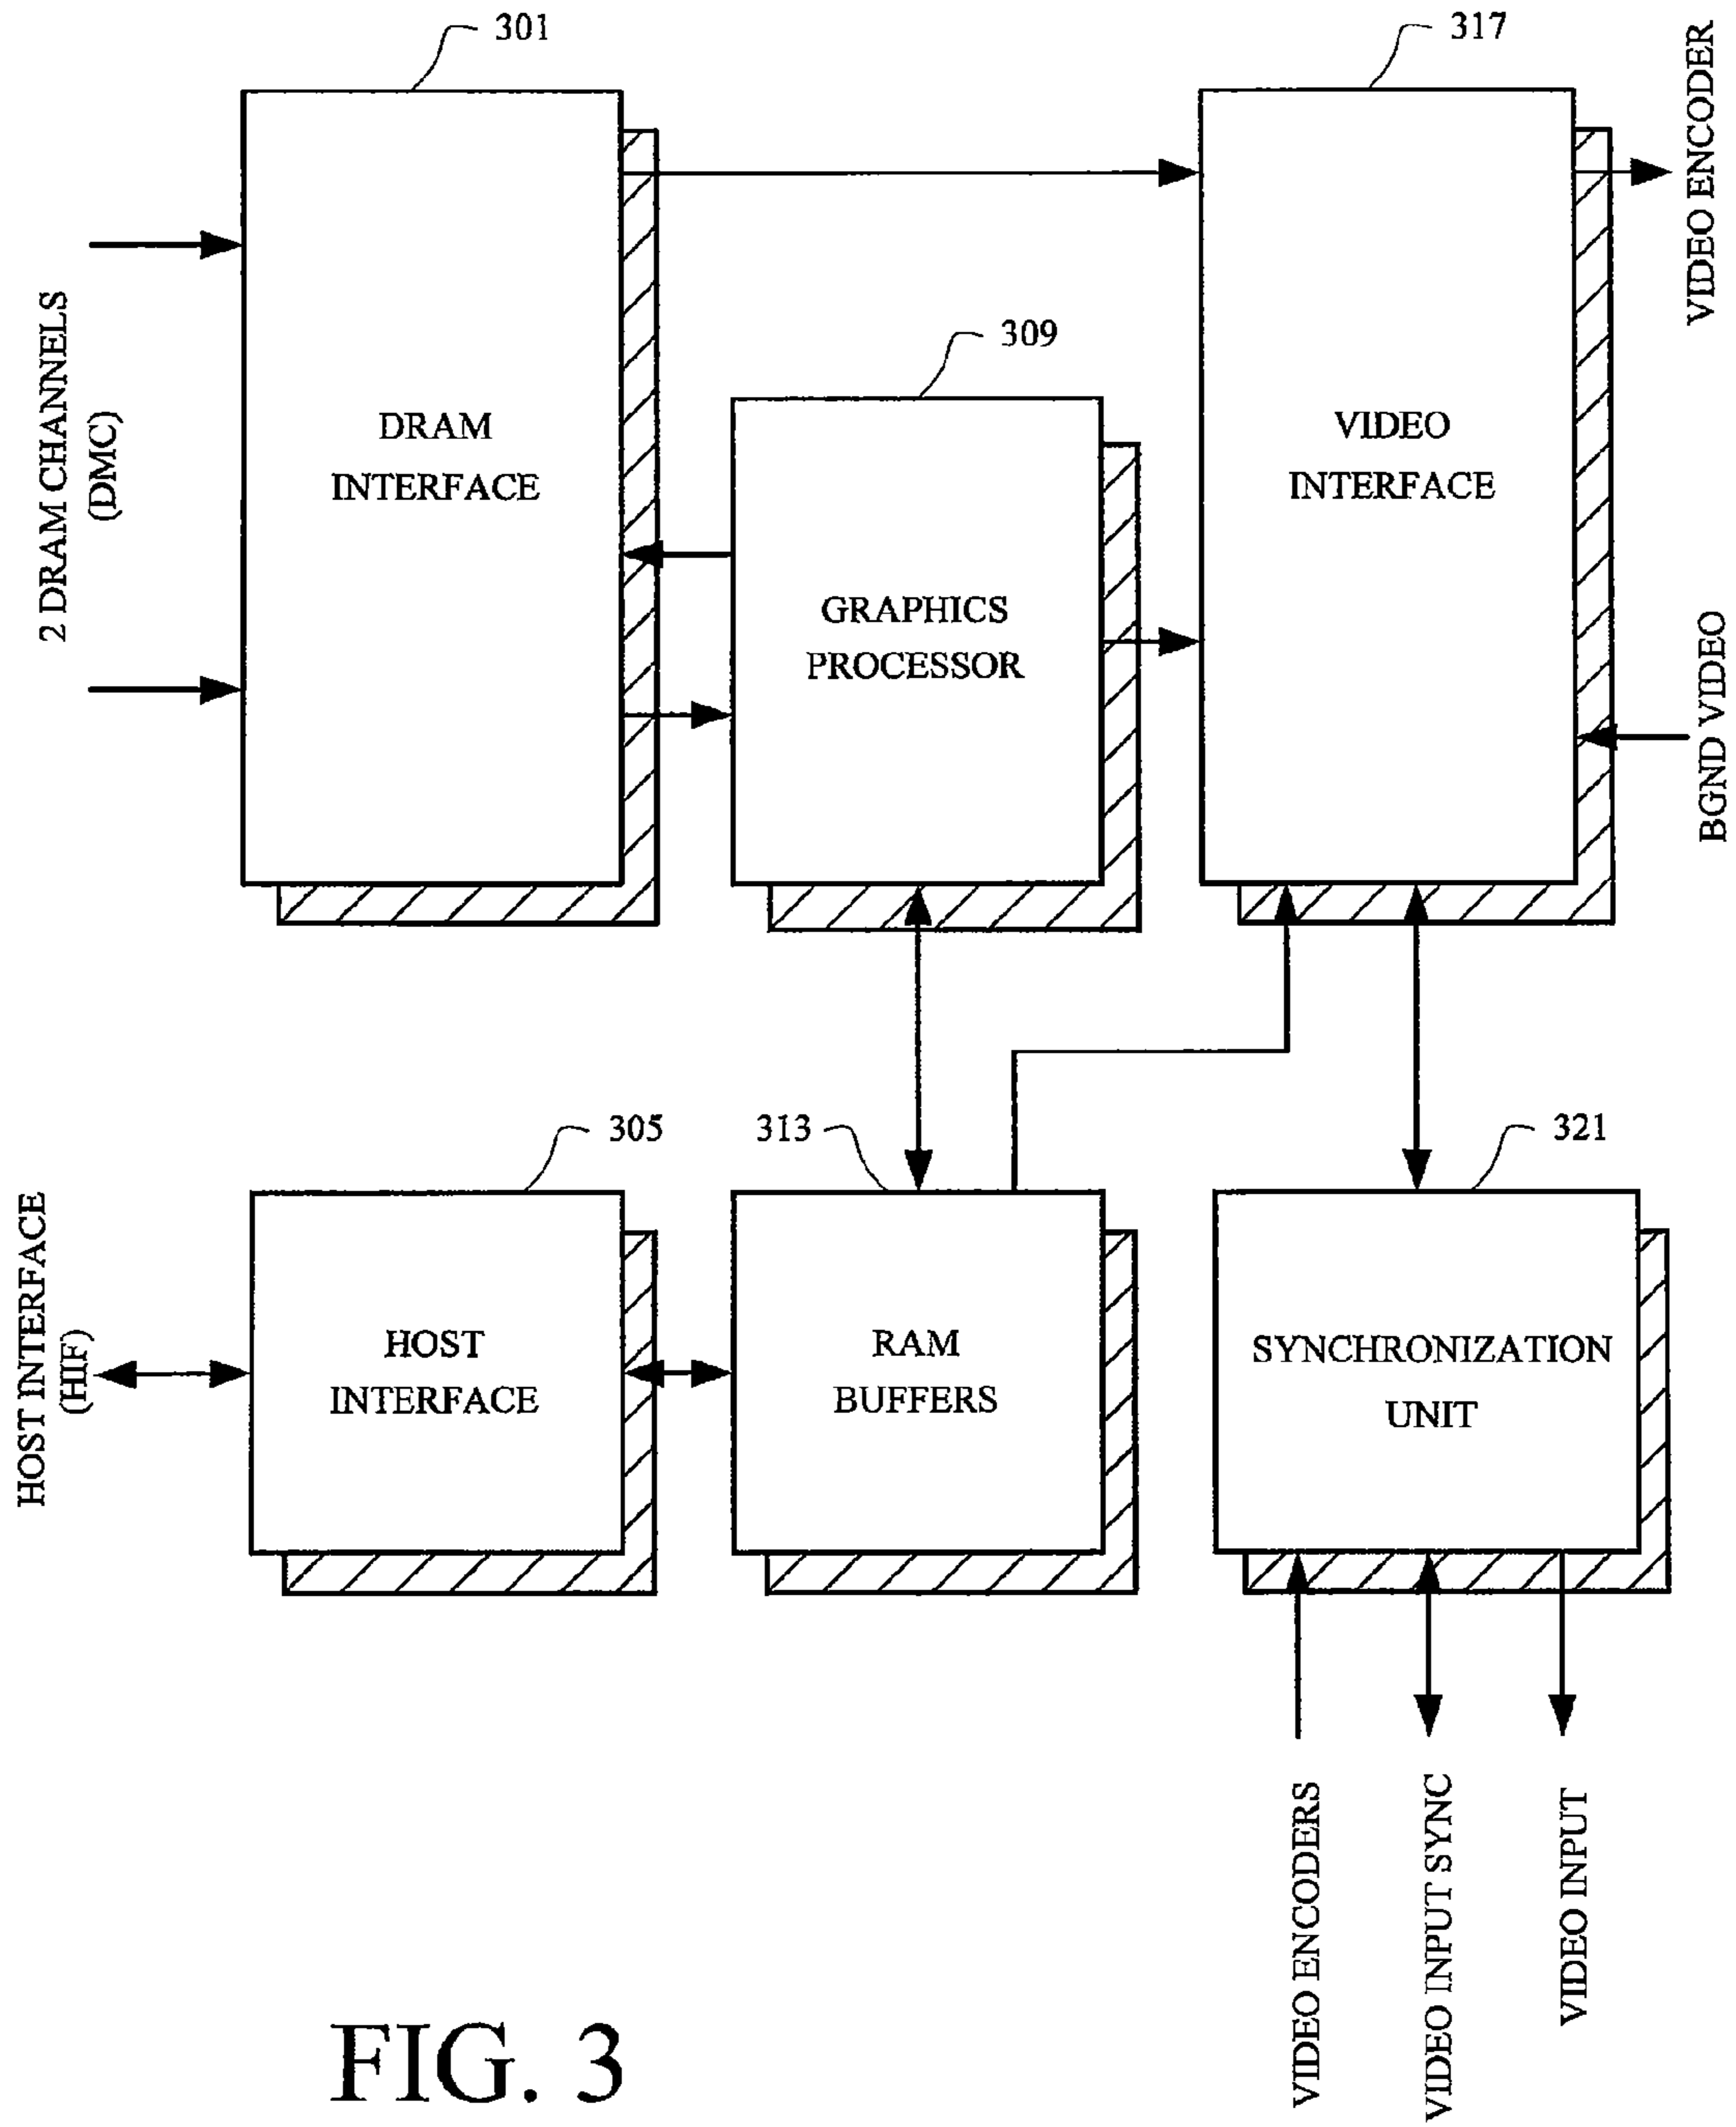 301
317
VIDEO ENCODER
2 DRAM CHANNELS
(DMC)
309
DRAM
INTERFACE
VIDEO
INTERFACE
GRAPHICS
PROCESSOR
BGND VIDEO
305
313
321
HOST INTERFACE
(HIF)
HOST
INTERFACE
RAM
BUFFERS
SYNCHRONIZATION
UNIT
VIDEO ENCODERS
VIDEO INPUT SYNC
VIDEO INPUT
FIG. 3